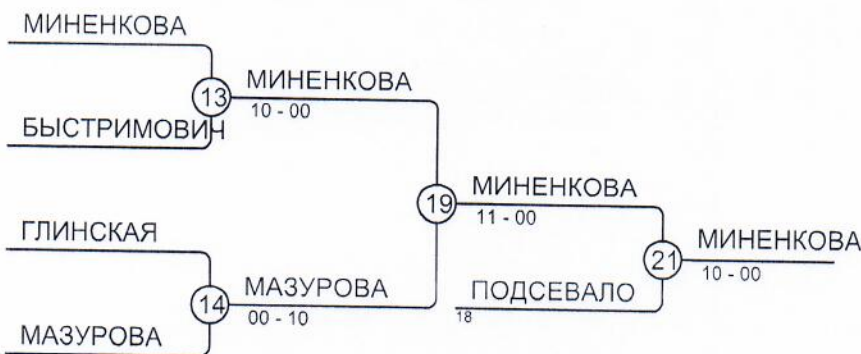 МИНЕНКОВА
13
МИНЕНКОВА
10 - 00
БЫСТРИМОВИЧ
19
МИНЕНКОВА
11 - 00
ГЛИНСКАЯ
21
МИНЕНКОВА
10 - 00
14
МАЗУРОВА
00 - 10
ПОДСЕВАЛО
18
МАЗУРОВА